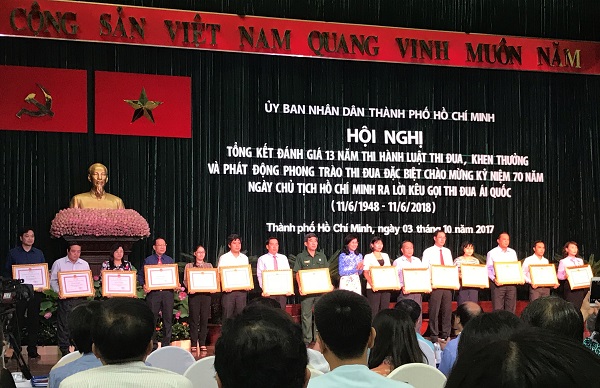 CỘNG SẢN VIỆT NAM QUANG VINH MUÔN NĂM
ỦY BAN NHÂN DÂN THÀNH PHỐ HỒ CHÍ MINH
HỘI NGHỊ
TỔNG KẾT ĐÁNH GIÁ 13 NĂM THI HÀNH LUẬT THI ĐUA, KHEN THƯỞNG
VÀ PHÁT ĐỘNG PHONG TRÀO THI ĐUA ĐẶC BIỆT CHÀO MỪNG KỶ NIỆM 70 NĂM
NGÀY CHỦ TỊCH HỒ CHÍ MINH RA LỜI KÊU GỌI THI ĐUA ÁI QUỐC
(11/6/1948 - 11/6/2018)
Thành phố Hồ Chí Minh, ngày 03 tháng 10 năm 2017